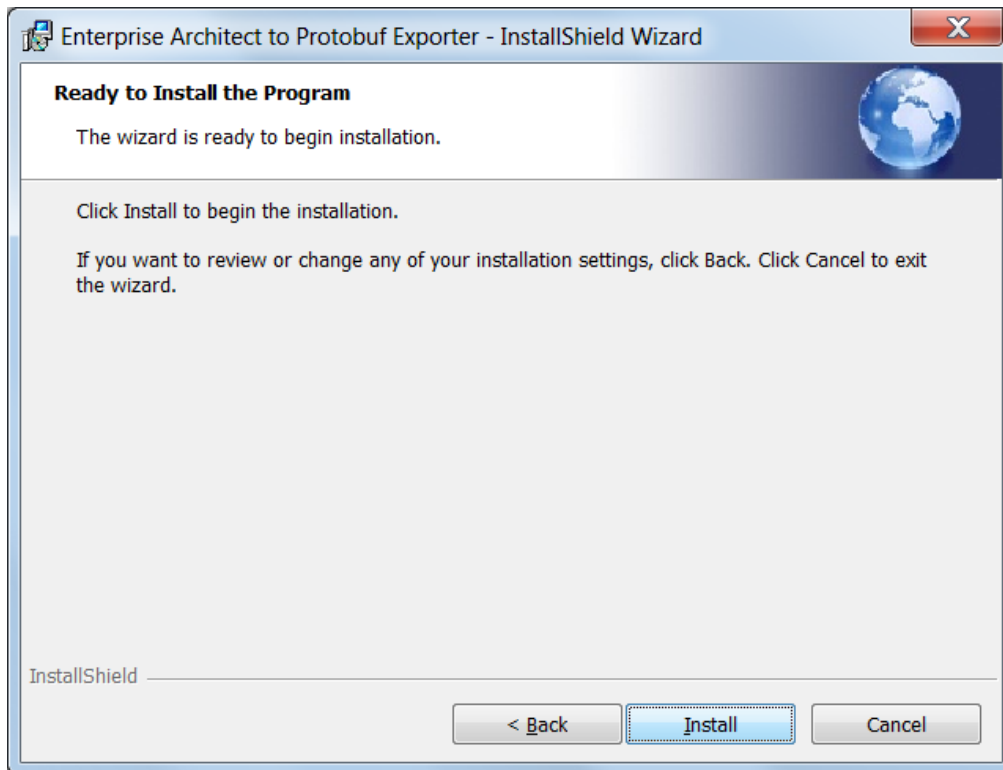 Enterprise Architect to Protobuf Exporter - InstallShield Wizard
Ready to Install the Program
The wizard is ready to begin installation.
Click Install to begin the installation.
If you want to review or change any of your installation settings, click Back. Click Cancel to exit
the wizard.
InstallShield
< Back Install Cancel